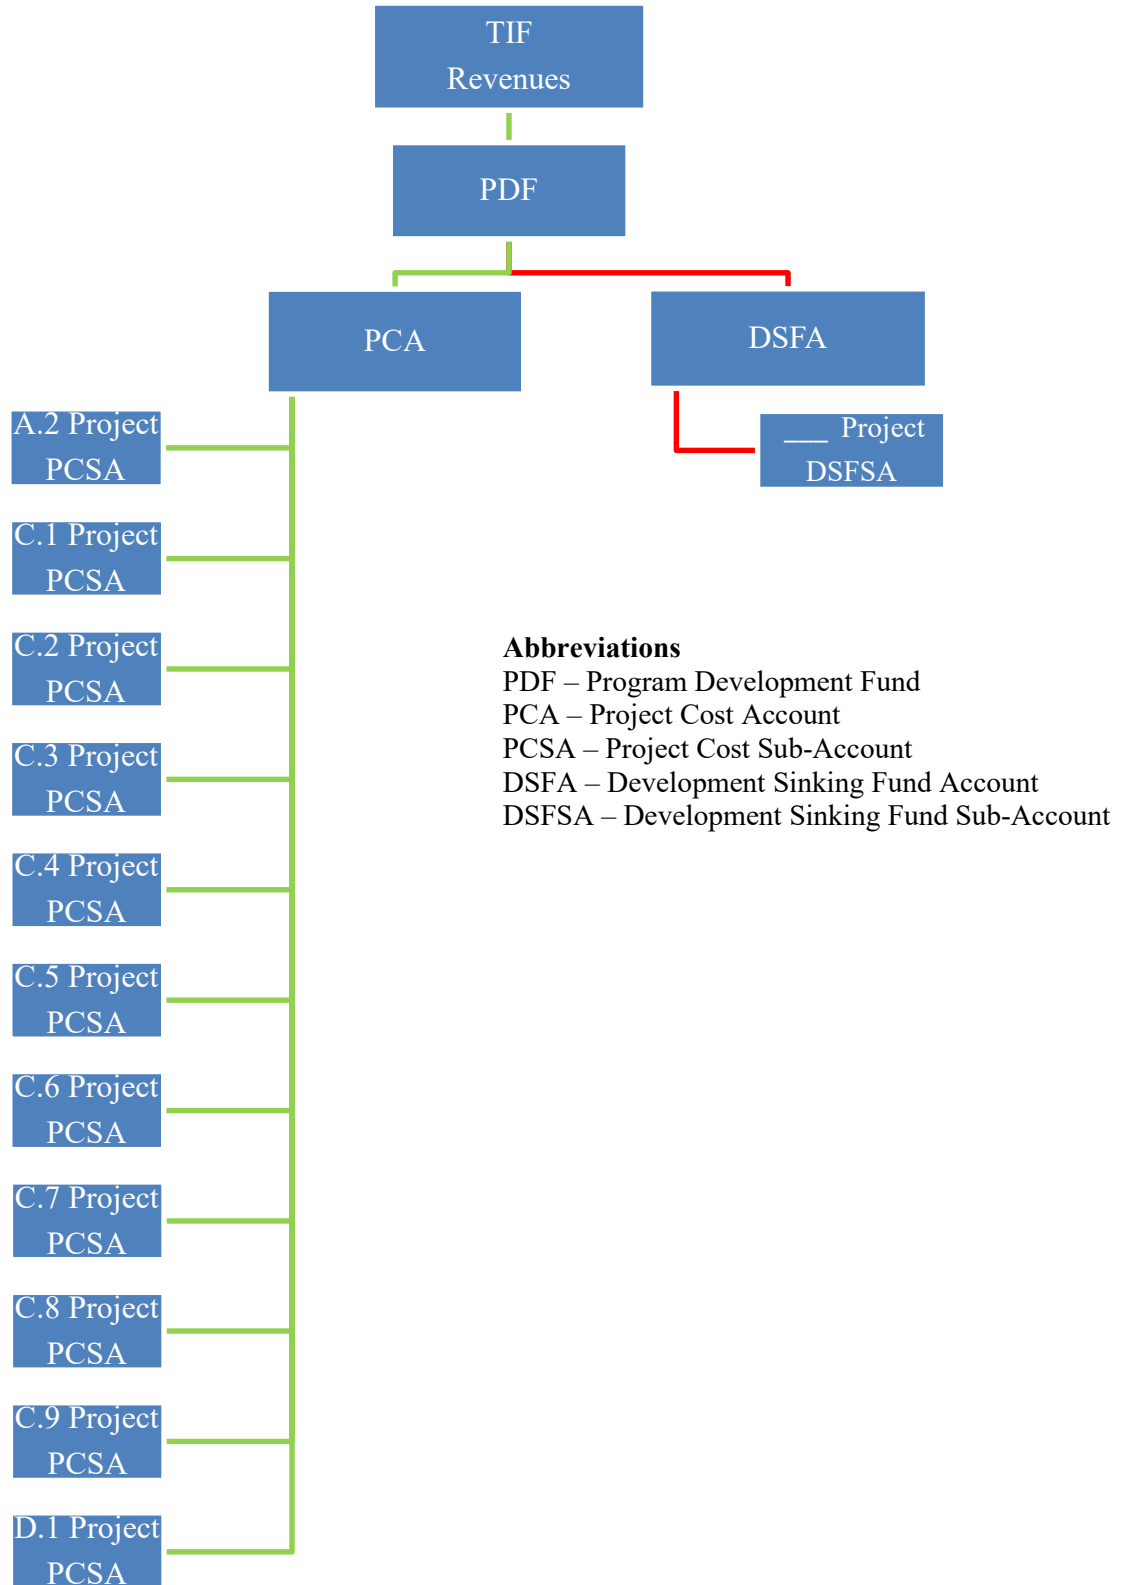 TIF
Revenues
PDF
PCA
DSFA
A.2 Project
PCSA
___ Project
DSFSA
C.1 Project
PCSA
C.2 Project
PCSA
C.3 Project
PCSA
C.4 Project
PCSA
C.5 Project
PCSA
C.6 Project
PCSA
C.7 Project
PCSA
C.8 Project
PCSA
C.9 Project
PCSA
D.1 Project
PCSA
Abbreviations
PDF – Program Development Fund
PCA – Project Cost Account
PCSA – Project Cost Sub-Account
DSFA – Development Sinking Fund Account
DSFSA – Development Sinking Fund Sub-Account